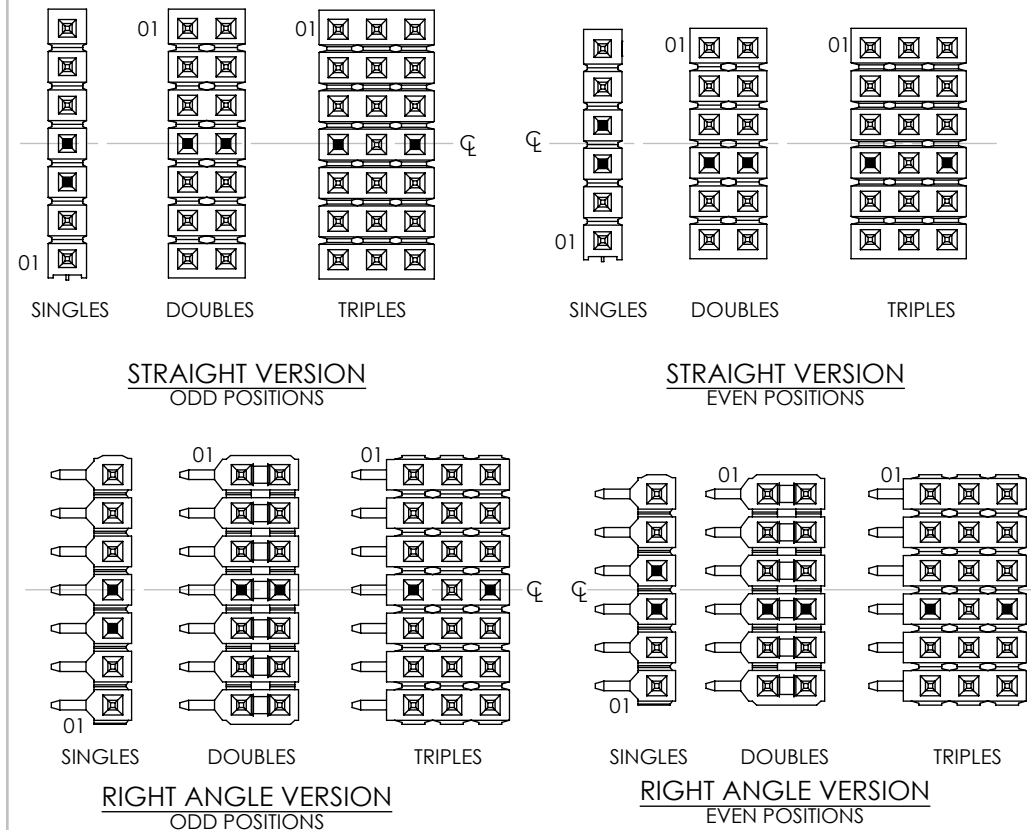 01
01
01
℄
SINGLES
DOUBLES
TRIPLES
STRAIGHT VERSION
ODD POSITIONS
01
01
℄
01
SINGLES
DOUBLES
TRIPLES
STRAIGHT VERSION
EVEN POSITIONS
01
01
℄
01
SINGLES
DOUBLES
TRIPLES
RIGHT ANGLE VERSION
ODD POSITIONS
01
01
℄
01
SINGLES
DOUBLES
TRIPLES
RIGHT ANGLE VERSION
EVEN POSITIONS